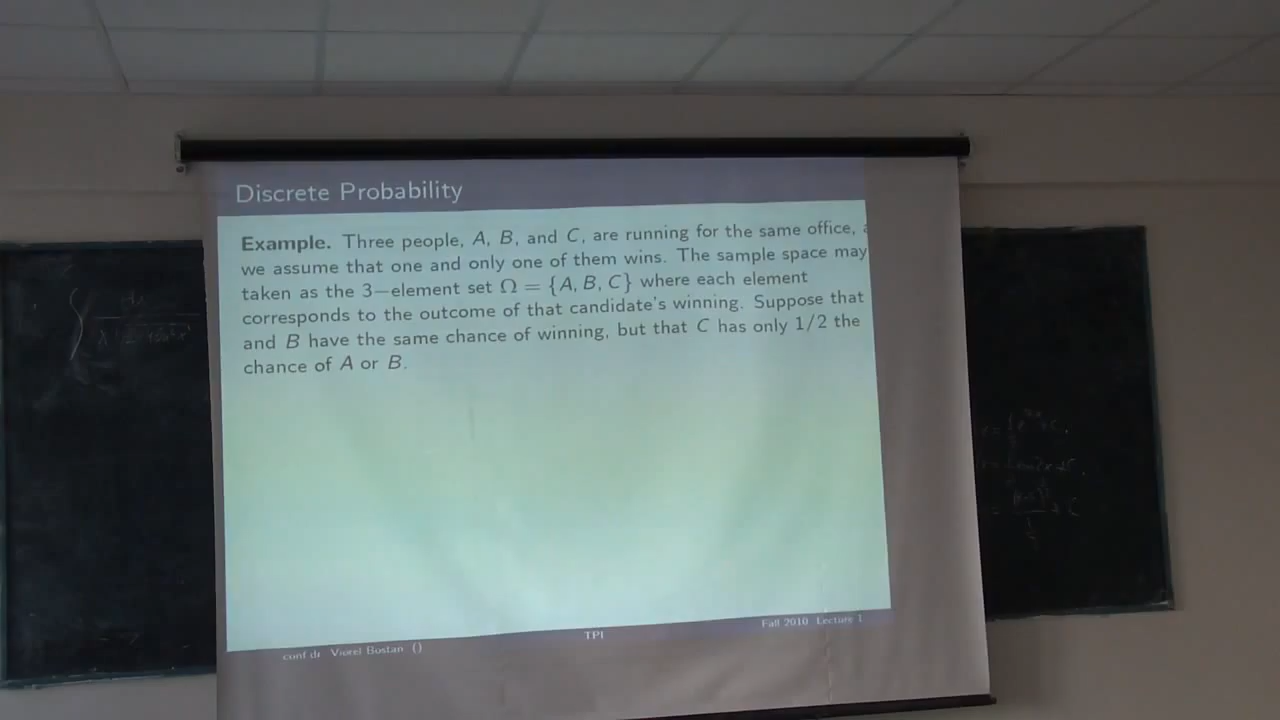 Discrete Probability
Example. Three people, A, B, and C, are running for the same office,
we assume that one and only one of them wins. The sample space may
taken as the 3−element set Ω = {A, B, C} where each element
corresponds to the outcome of that candidate's winning. Suppose that
and B have the same chance of winning, but that C has only 1/2 the
chance of A or B.
conf dr Viorel Bostan ()
TPI
Fall 2010 Lecture 1